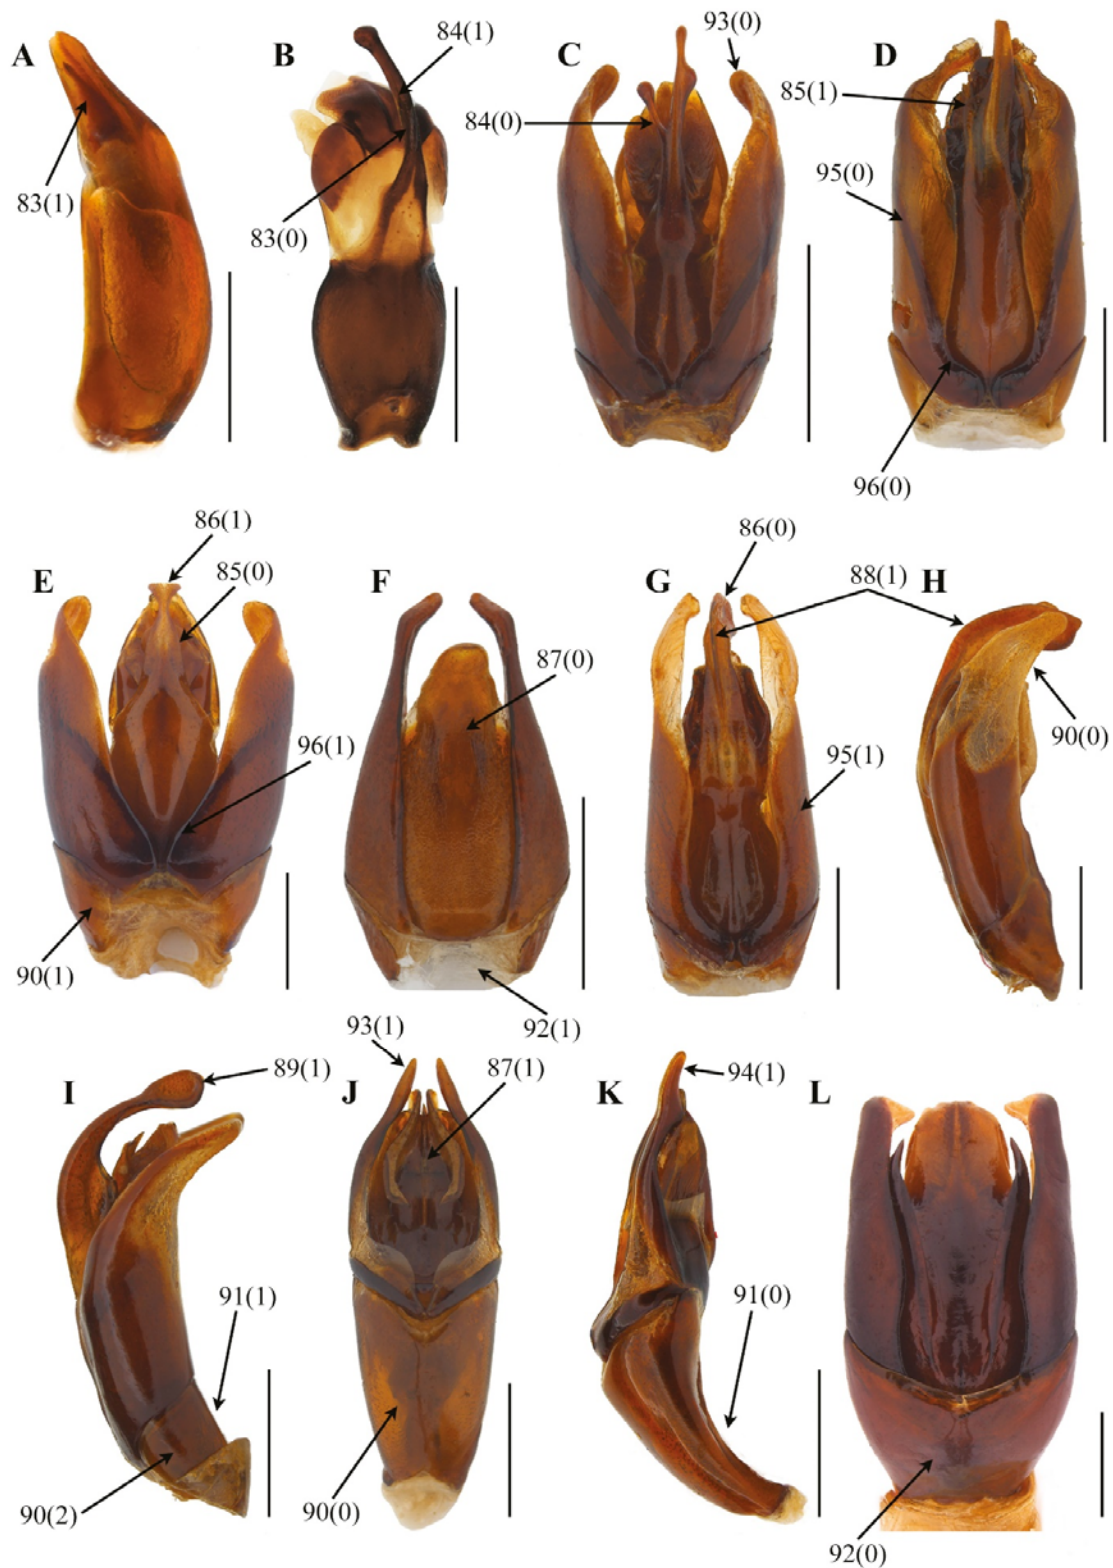 A
83(1)
B
84(1)
83(0)
C
93(0)
84(0)
D
85(1)
95(0)
96(0)
E
86(1)
85(0)
96(1)
90(1)
F
87(0)
92(1)
G
86(0)
88(1)
95(1)
H
90(0)
I
89(1)
91(1)
90(2)
J
93(1)
87(1)
90(0)
K
94(1)
91(0)
L
92(0)